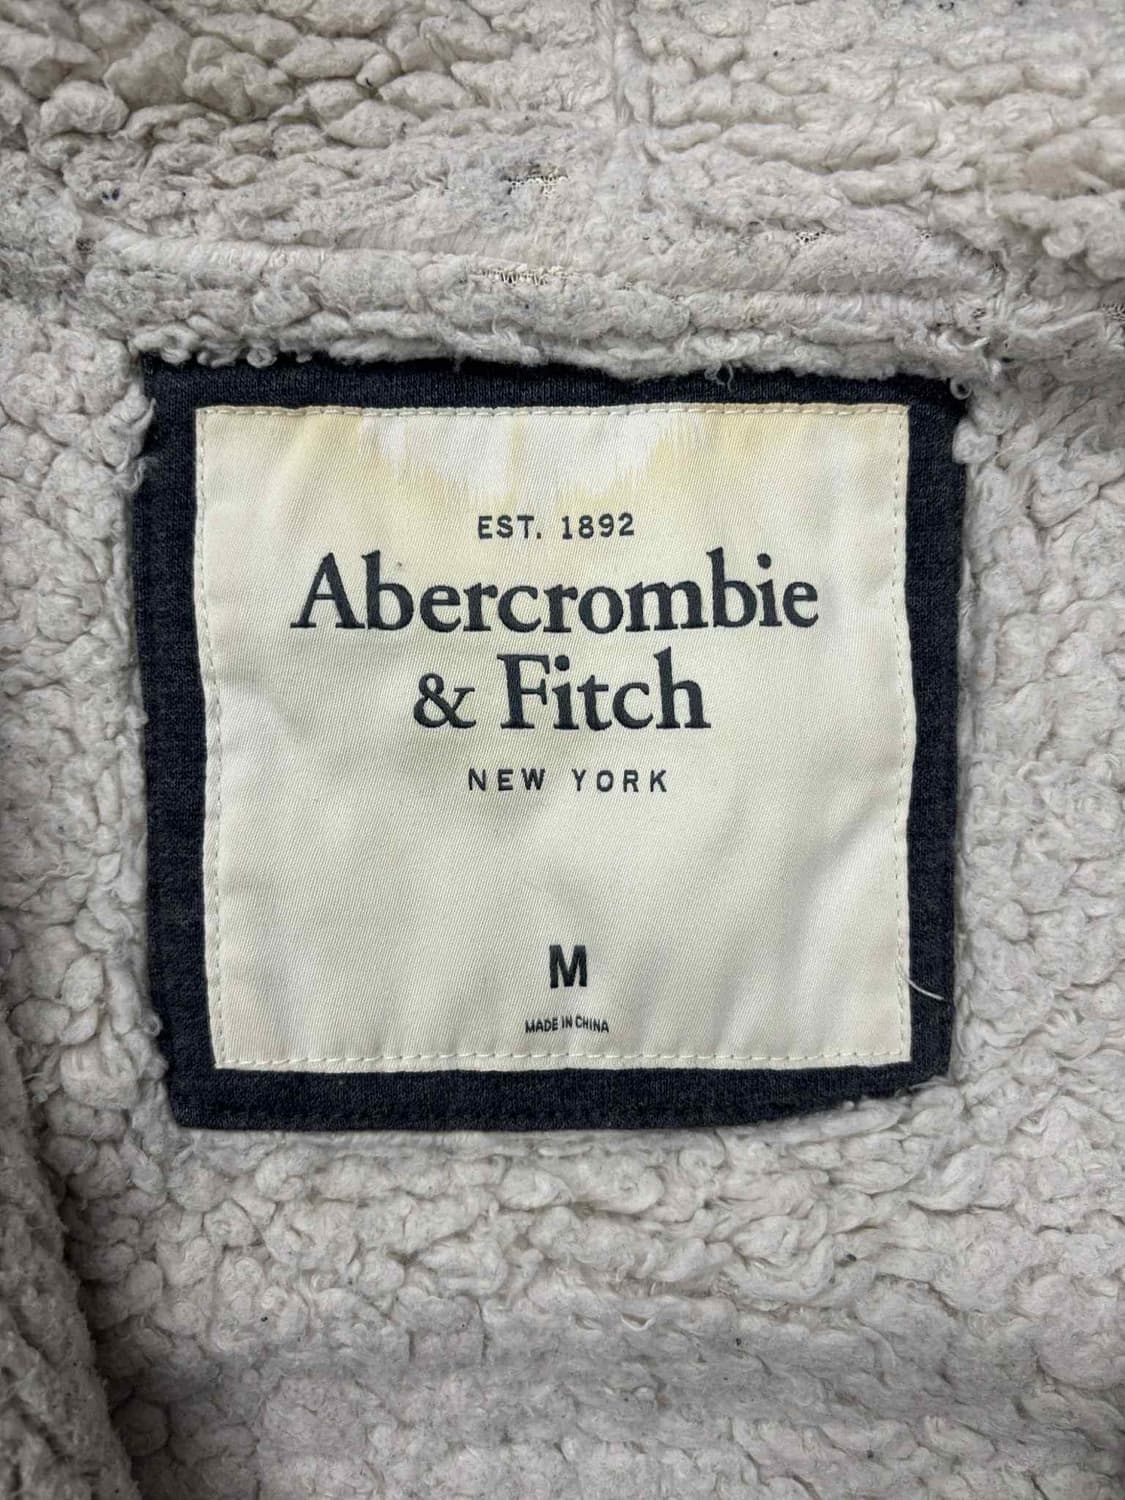 EST. 1892
Abercrombie
& Fitch
NEW YORK
M
MADE IN CHINA